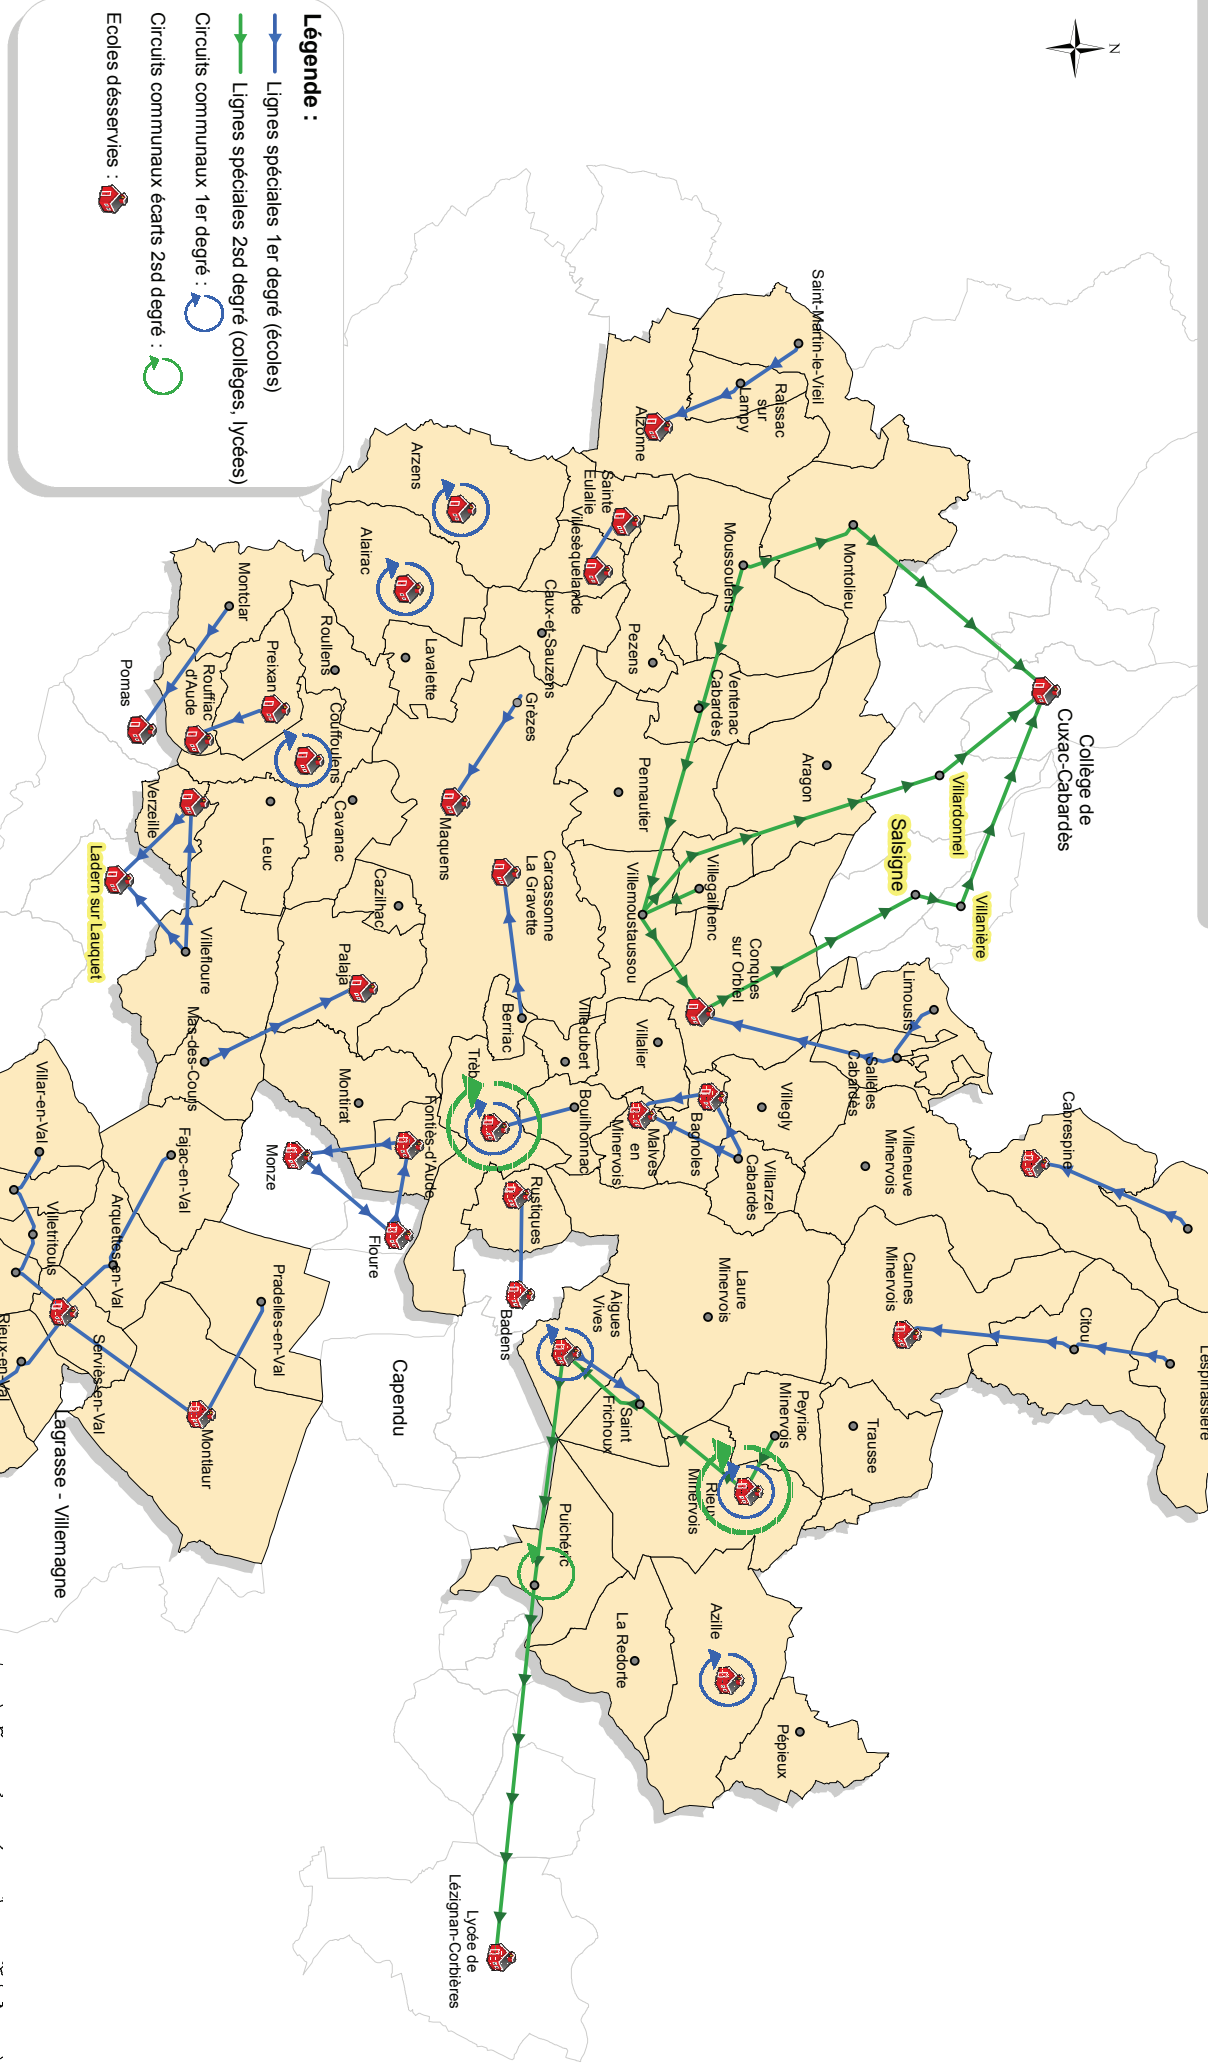 N
Légende :
Lignes spéciales 1er degré (écoles)
Lignes spéciales 2sd degré (collèges, lycées)
Circuits communaux 1er degré :
Circuits communaux écarts 2sd degré :
Ecoles désservies :
Collège de
Cuxac-Cabardès
Villardonnel
Salsigne
Villanière
Saint-Martin-le-Vieil
Raissac
sur
Lampy
Alzonne
Montolieu
Moussoulens
Sainte
Eulalie
Villesèquelande
Caux-et-Sauzens
Pezens
Ventenac
Cabardès
Aragon
Pennautier
Villegailhenc
Villemoustaussou
Conques
sur Orbiel
Limousis
Sallèles
Cabardès
Cabrespine
Lespinassière
Citou
Caunes
Minervois
Villeneuve
Minervois
Villegly
Villarzel
Cabardès
Bagnoles
Malves
en
Minervois
Villalier
Villedubert
Bouilhonnac
Berriac
Carcassonne
La Gravette
Grèzes
Maquens
Arzens
Alairac
Lavalette
Roullens
Montclar
Preixan
Rouffiac
d'Aude
Pomas
Couffoulens
Cavanac
Leuc
Verzeille
Ladern sur Lauquet
Villefloure
Cazilhac
Palaja
Mas-des-Cours
Montirat
Fontiès-d'Aude
Monze
Floure
Rustiques
Badens
Laure
Minervois
Aigues
Vives
Saint
Frichoux
Peyriac
Minervois
Trausse
Rieux
Minervois
Puichéric
La Redorte
Azille
Pépieux
Lycée de
Lézignan-Corbières
Capendu
Villar-en-Val
Fajac-en-Val
Villetritouls
Arquettes-en-Val
Pradelles-en-Val
Serviès-en-Val
Rieux-en-Val
Montlaur
Lagrasse - Villemagne